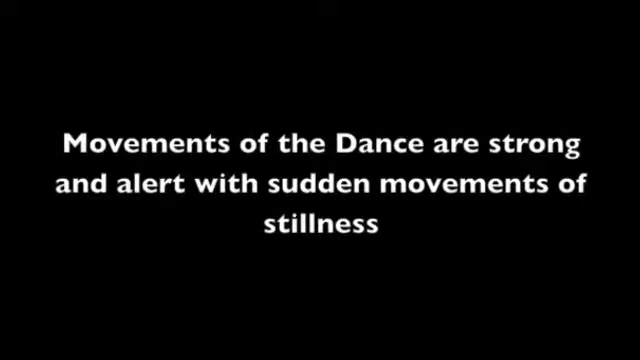 Movements of the Dance are strong
and alert with sudden movements of
stillness